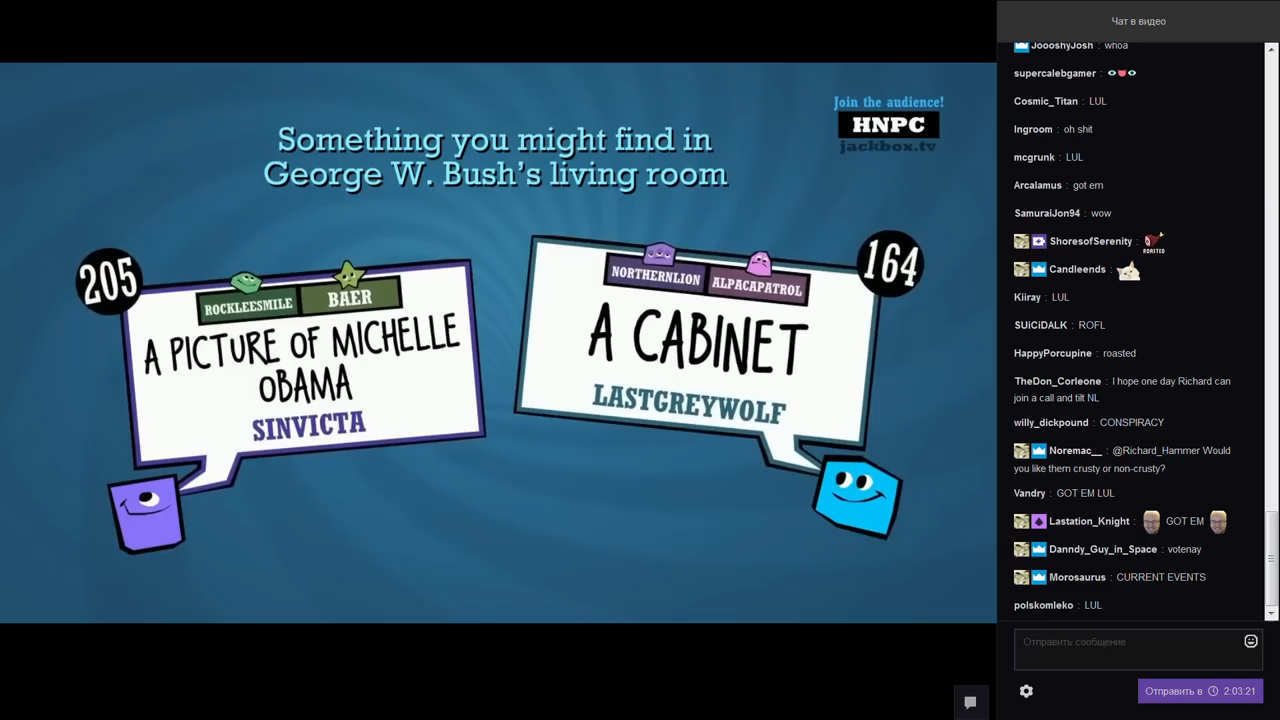 Join the audience!
HNPC
jackbox.tv
Something you might find in
George W. Bush's living room
205
ROCKLEESMILE
BAER
A PICTURE OF MICHELLE
OBAMA
SINVICTA
164
NORTHERNLION
ALPACAPATROL
A CABINET
LASTGREYWOLF
Чат в видео
JoooshyJosh : whoa
supercalebgamer :
Cosmic_Titan : LUL
Ingroom : oh shit
mcgrunk : LUL
Arcalamus : got em
SamuraiJon94 : wow
ShoresofSerenity : ROASTED
Candleends :
Kiiray : LUL
SUiCiDALK : ROFL
HappyPorcupine : roasted
TheDon_Corleone : I hope one day Richard can
join a call and tilt NL
willy_dickpound : CONSPIRACY
Noremac__ : @Richard_Hammer Would
you like them crusty or non-crusty?
Vandry : GOT EM LUL
Lastation_Knight : GOT EM
Danndy_Guy_in_Space : votenay
Morosaurus : CURRENT EVENTS
polskomleko : LUL
Отправить сообщение
Отправить в 2:03:21